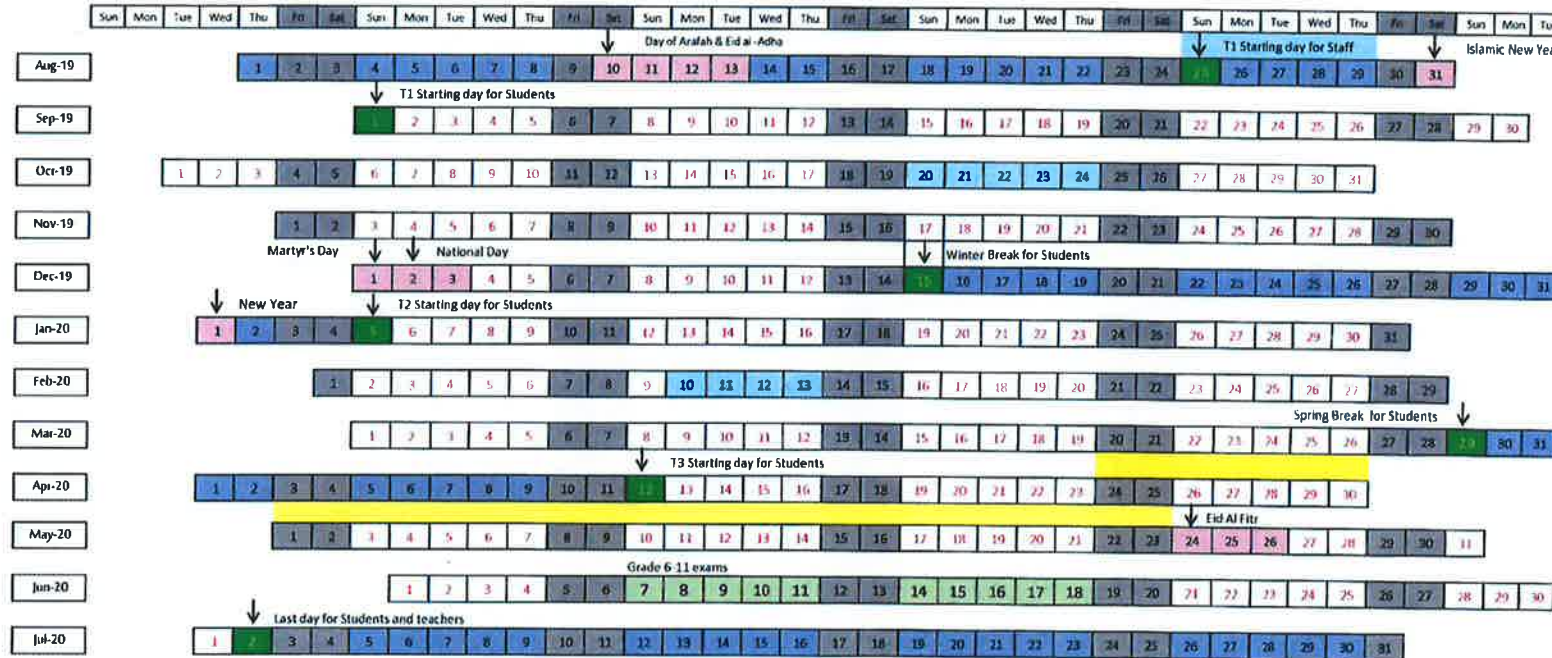 Sun Mon Tue Wed Thu Fri Sat Sun Mon Tue Wed Thu Fri Sat Sun Mon Tue Wed Thu Fri Sat Sun Mon Tue Wed Thu Fri Sat Sun Mon Tue Wed Thu Fri Sat Sun Mon Tu
Day of Arafah & Eid al-Adha T1 Starting day for Staff Islamic New Yea
Aug-19 1 2 3 4 5 6 7 8 9 10 11 12 13 14 15 16 17 18 19 20 21 22 23 24 25 26 27 28 29 30 31
T1 Starting day for Students
Sep-19 1 2 3 4 5 6 7 8 9 10 11 12 13 14 15 16 17 18 19 20 21 22 23 24 25 26 27 28 29 30
Oct-19 1 2 3 4 5 6 7 8 9 10 11 12 13 14 15 16 17 18 19 20 21 22 23 24 25 26 27 28 29 30 31
Nov-19 1 2 3 4 5 6 7 8 9 10 11 12 13 14 15 16 17 18 19 20 21 22 23 24 25 26 27 28 29 30
Martyr's Day National Day Winter Break for Students
Dec-19 1 2 3 4 5 6 7 8 9 10 11 12 13 14 15 16 17 18 19 20 21 22 23 24 25 26 27 28 29 30 31
New Year T2 Starting day for Students
Jan-20 1 2 3 4 5 6 7 8 9 10 11 12 13 14 15 16 17 18 19 20 21 22 23 24 25 26 27 28 29 30 31
Feb-20 1 2 3 4 5 6 7 8 9 10 11 12 13 14 15 16 17 18 19 20 21 22 23 24 25 26 27 28 29
Spring Break for Students
Mar-20 1 2 3 4 5 6 7 8 9 10 11 12 13 14 15 16 17 18 19 20 21 22 23 24 25 26 27 28 29 30 31
T3 Starting day for Students
Apr-20 1 2 3 4 5 6 7 8 9 10 11 12 13 14 15 16 17 18 19 20 21 22 23 24 25 26 27 28 29 30
Eid Al Fitr
May-20 1 2 3 4 5 6 7 8 9 10 11 12 13 14 15 16 17 18 19 20 21 22 23 24 25 26 27 28 29 30 31
Grade 6-11 exams
Jun-20 1 2 3 4 5 6 7 8 9 10 11 12 13 14 15 16 17 18 19 20 21 22 23 24 25 26 27 28 29 30
Last day for Students and teachers
Jul-20 1 2 3 4 5 6 7 8 9 10 11 12 13 14 15 16 17 18 19 20 21 22 23 24 25 26 27 28 29 30 31